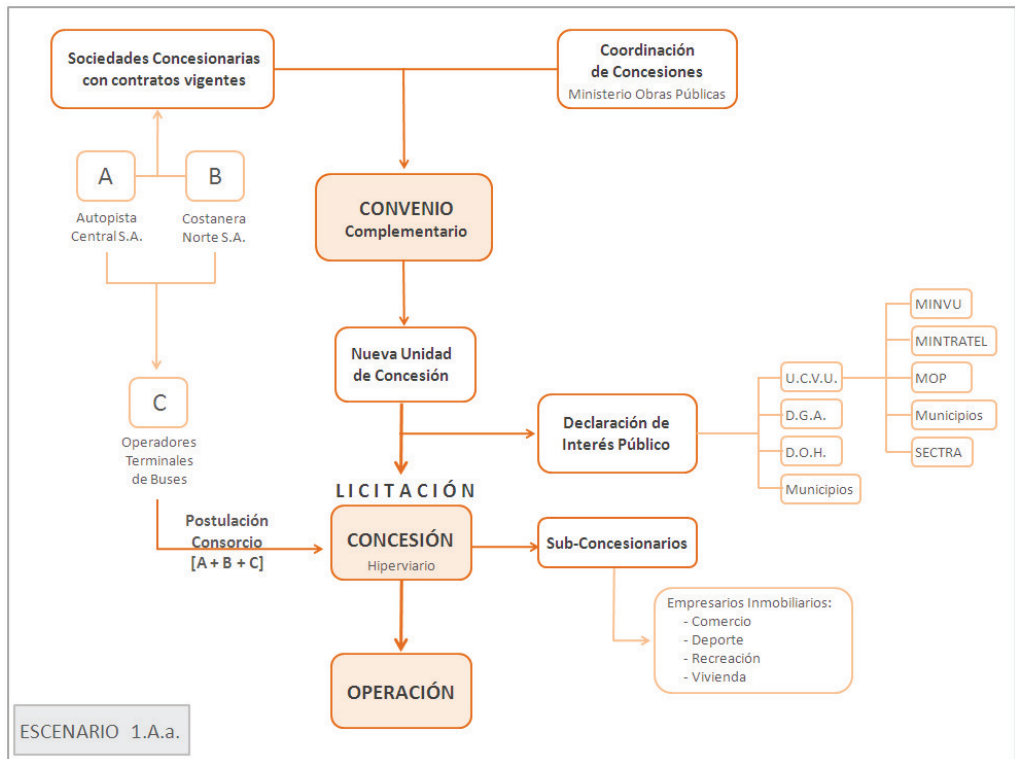 Sociedades Concesionarias
con contratos vigentes
Coordinación
de Concesiones
Ministerio Obras Públicas
A
B
Autopista
Central S.A.
Costanera
Norte S.A.
CONVENIO
Complementario
Nueva Unidad
de Concesión
C
Operadores
Terminales
de Buses
Declaración de
Interés Público
U.C.V.U.
D.G.A.
D.O.H.
Municipios
MINVU
MINTRATEL
MOP
Municipios
SECTRA
LICITACIÓN
Postulación
Consorcio
[A + B + C]
CONCESIÓN
Hiperviario
Sub-Concesionarios
Empresarios Inmobiliarios:
- Comercio
- Deporte
- Recreación
- Vivienda
OPERACIÓN
ESCENARIO 1.A.a.